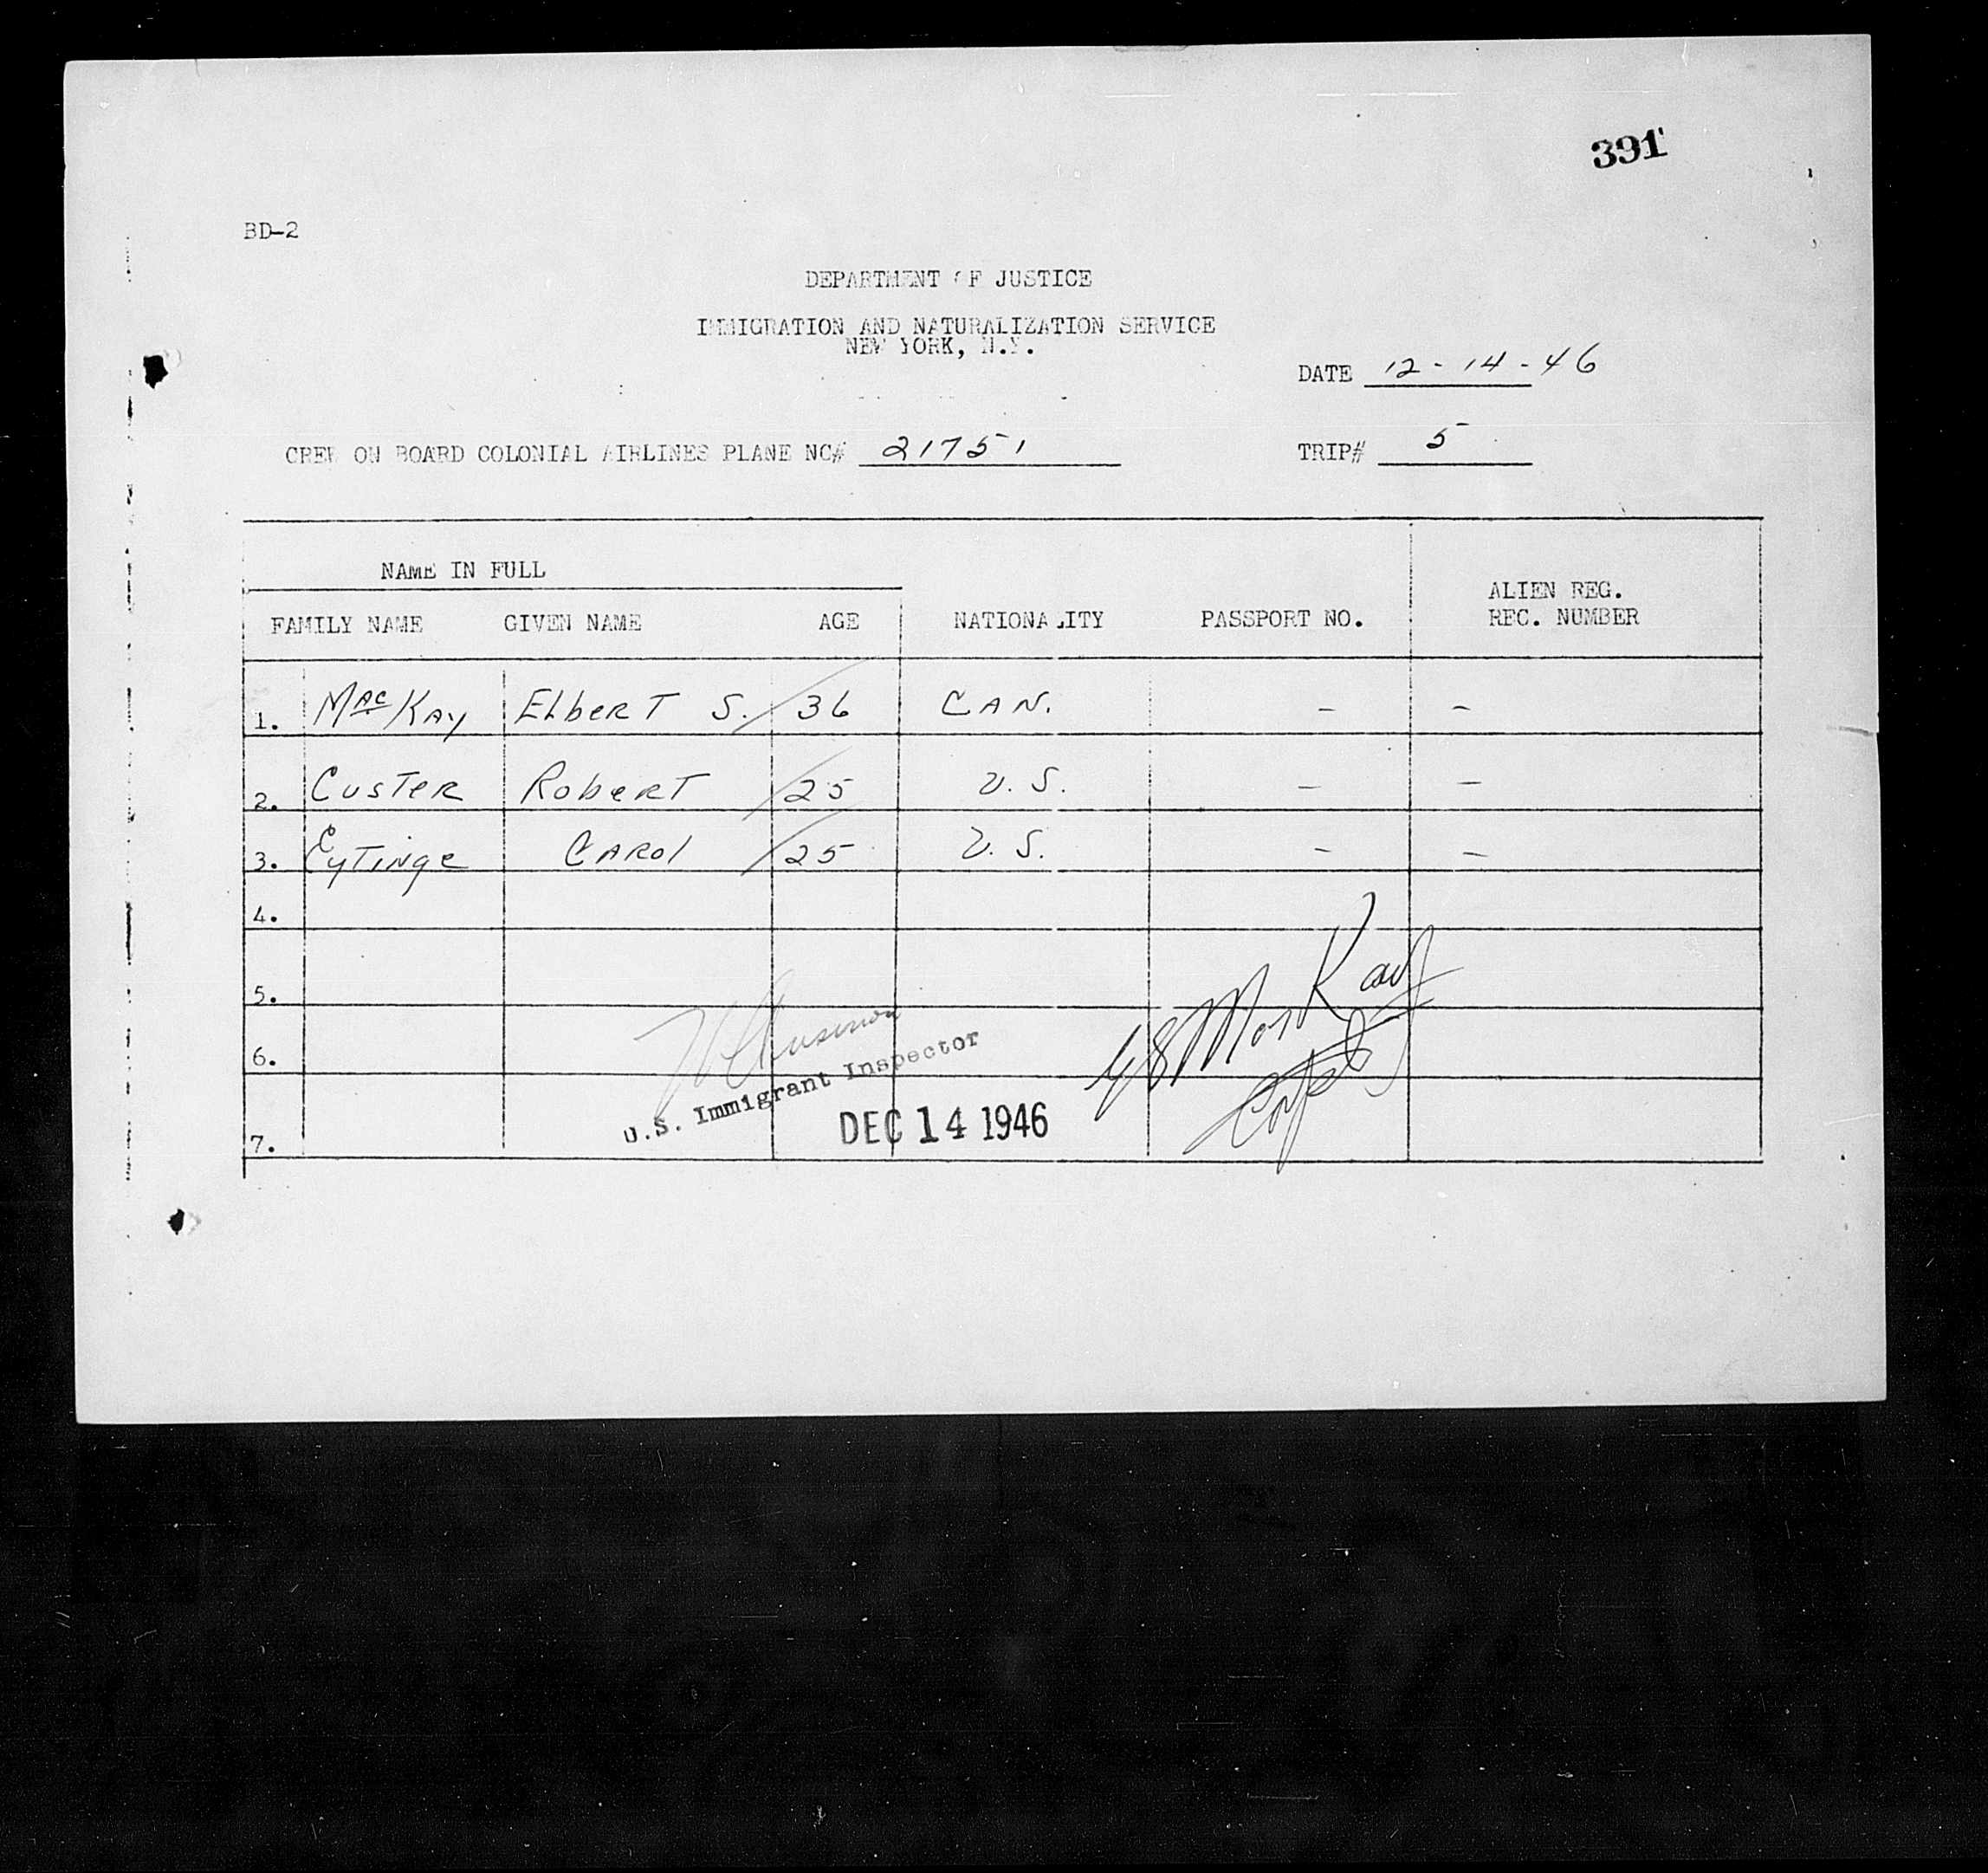 391
BD-2
DEPARTMENT OF JUSTICE
IMMIGRATION AND NATURALIZATION SERVICE
NEW YORK, N.Y.
DATE 12-14-46
CREW ON BOARD COLONIAL AIRLINES PLANE NC# 21751 TRIP# 5
NAME IN FULL
FAMILY NAME GIVEN NAME AGE NATIONALITY PASSPORT NO. ALIEN REG. REC. NUMBER
1. MacKay Elbert S. 36 CAN. - -
2. Custer Robert 25 U.S. - -
3. Eytinge Carol 25 U.S. - -
4.
5.
6.
7.
ES MacKay
U.S. Immigrant Inspector
DEC 14 1946